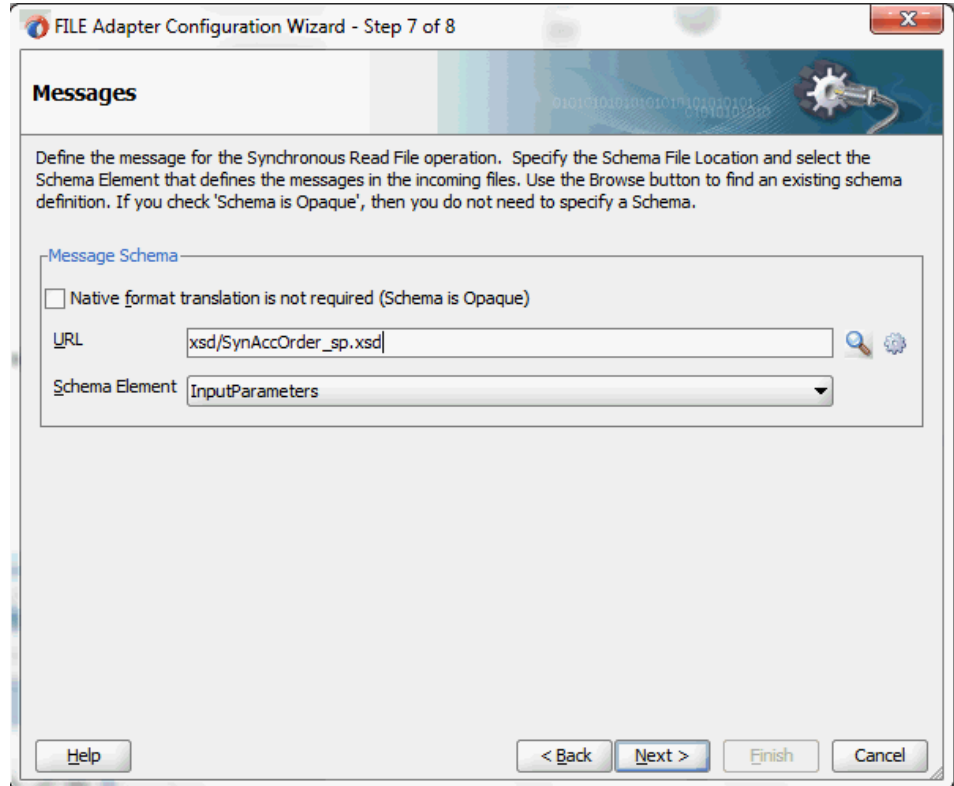 FILE Adapter Configuration Wizard - Step 7 of 8
Messages
Define the message for the Synchronous Read File operation.  Specify the Schema File Location and select the
Schema Element that defines the messages in the incoming files. Use the Browse button to find an existing schema
definition. If you check 'Schema is Opaque', then you do not need to specify a Schema.
Message Schema
Native format translation is not required (Schema is Opaque)
URL xsd/SynAccOrder_sp.xsd
Schema Element InputParameters
Help < Back Next > Finish Cancel